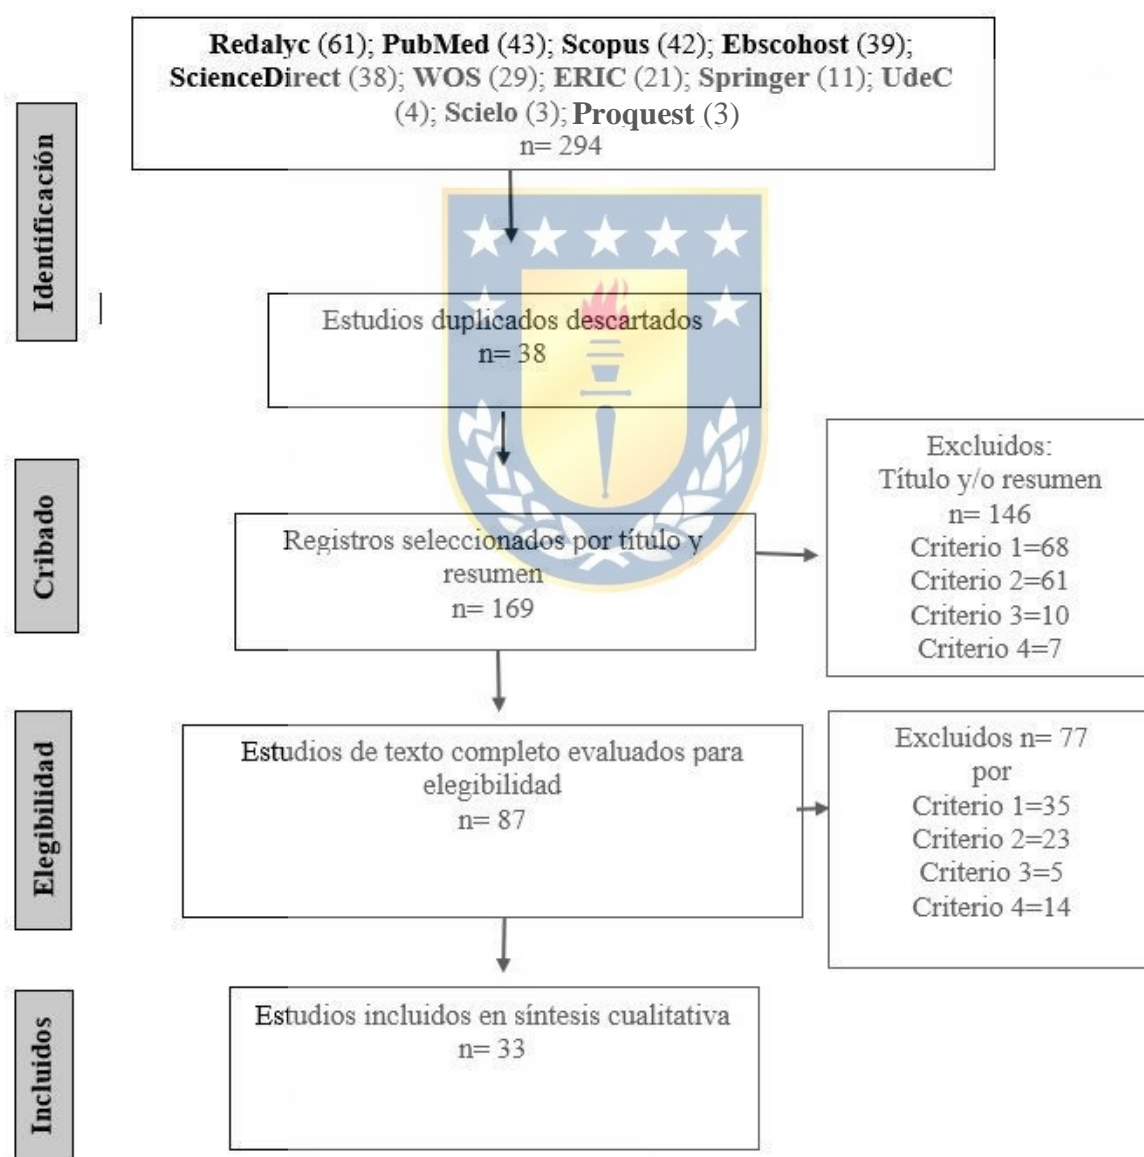 Redalyc (61); PubMed (43); Scopus (42); Ebscohost (39);
ScienceDirect (38); WOS (29); ERIC (21); Springer (11); UdeC
(4); Scielo (3); Proquest (3)
n= 294
Identificación
Estudios duplicados descartados
n= 38
Cribado
Registros seleccionados por título y
resumen
n= 169
Excluidos:
Título y/o resumen
n= 146
Criterio 1=68
Criterio 2=61
Criterio 3=10
Criterio 4=7
Elegibilidad
Estudios de texto completo evaluados para
elegibilidad
n= 87
Excluidos n= 77
por
Criterio 1=35
Criterio 2=23
Criterio 3=5
Criterio 4=14
Incluidos
Estudios incluidos en síntesis cualitativa
n= 33